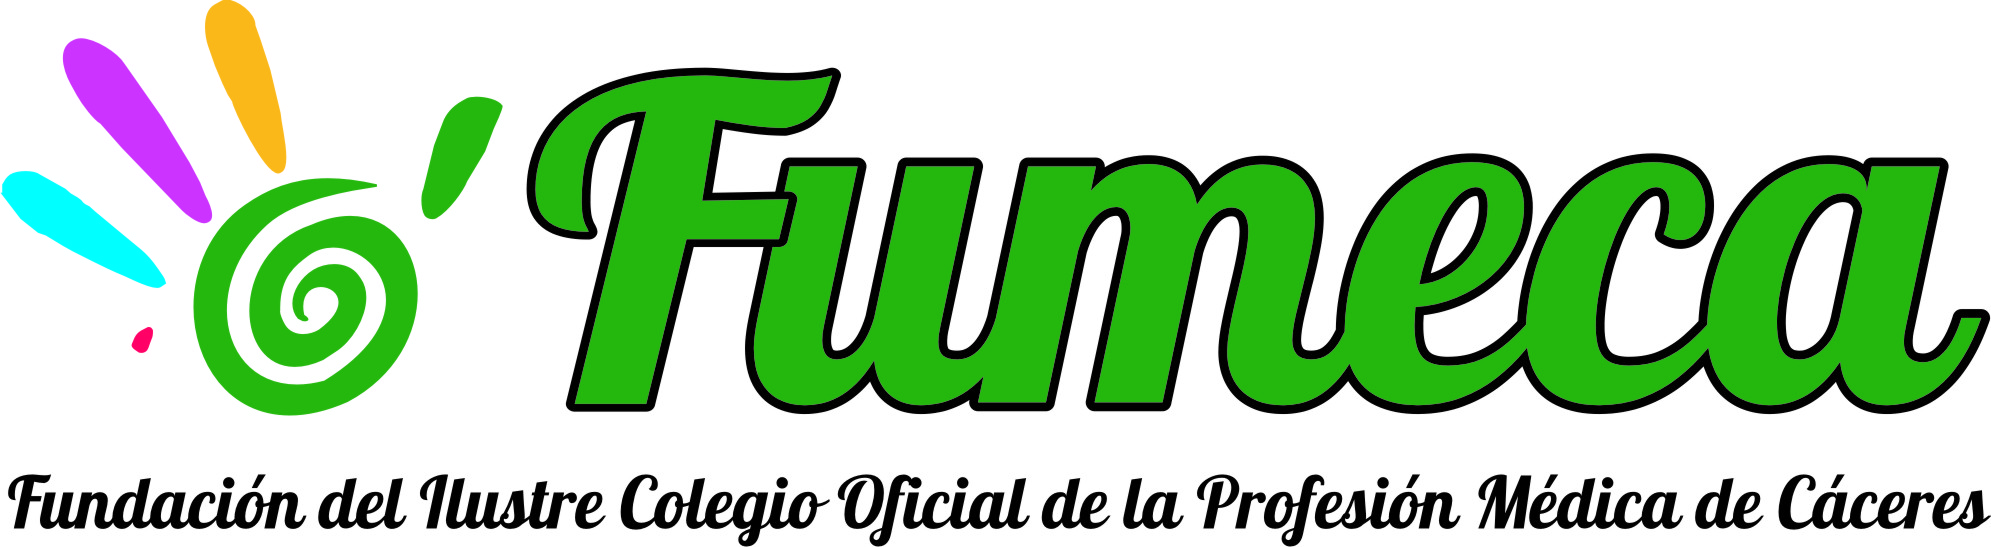 Fumeca
Fundación del Ilustre Colegio Oficial de la Profesión Médica de Cáceres